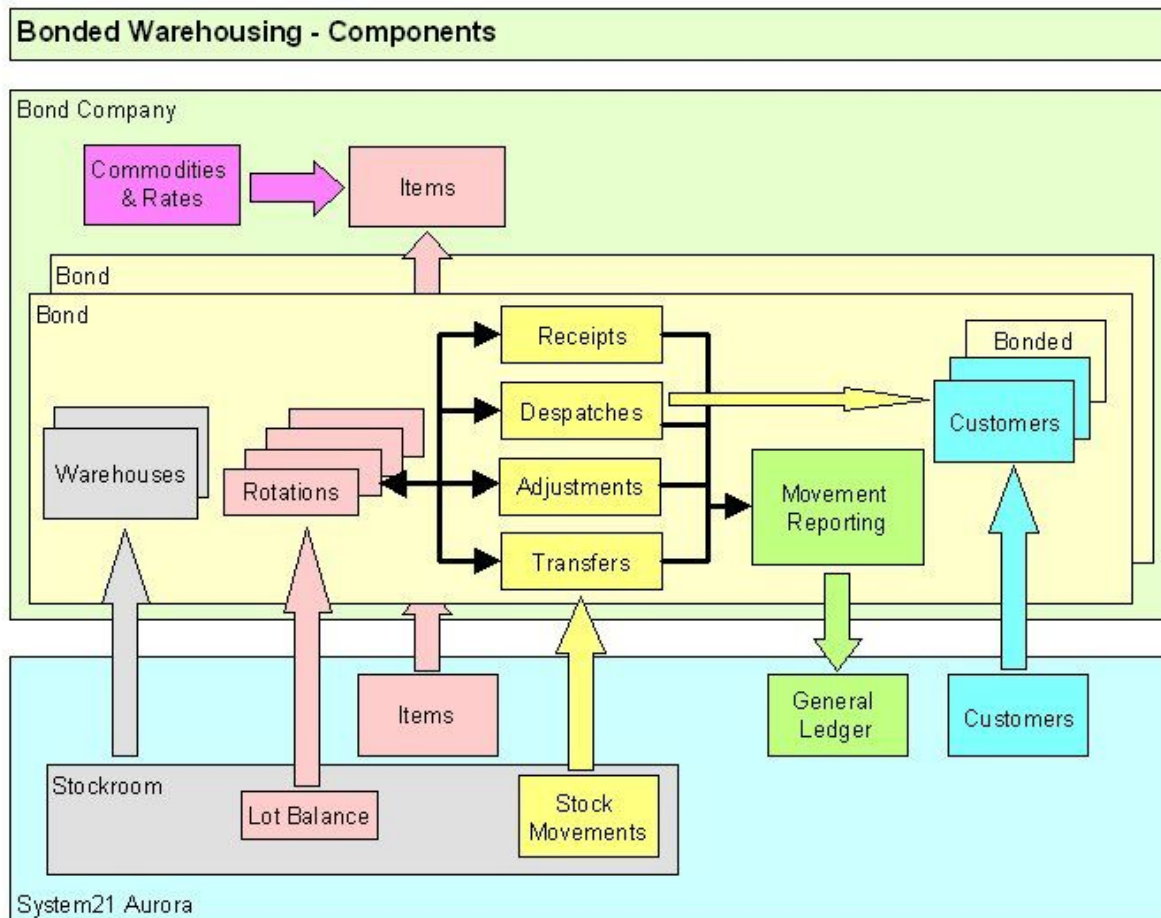 Bonded Warehousing - Components
Bond Company
Commodities
& Rates
Items
Bond
Bond
Receipts
Bonded
Despatches
Customers
Warehouses
Rotations
Adjustments
Movement
Reporting
Transfers
Items
General
Ledger
Customers
Stockroom
Lot Balance
Stock
Movements
System21 Aurora